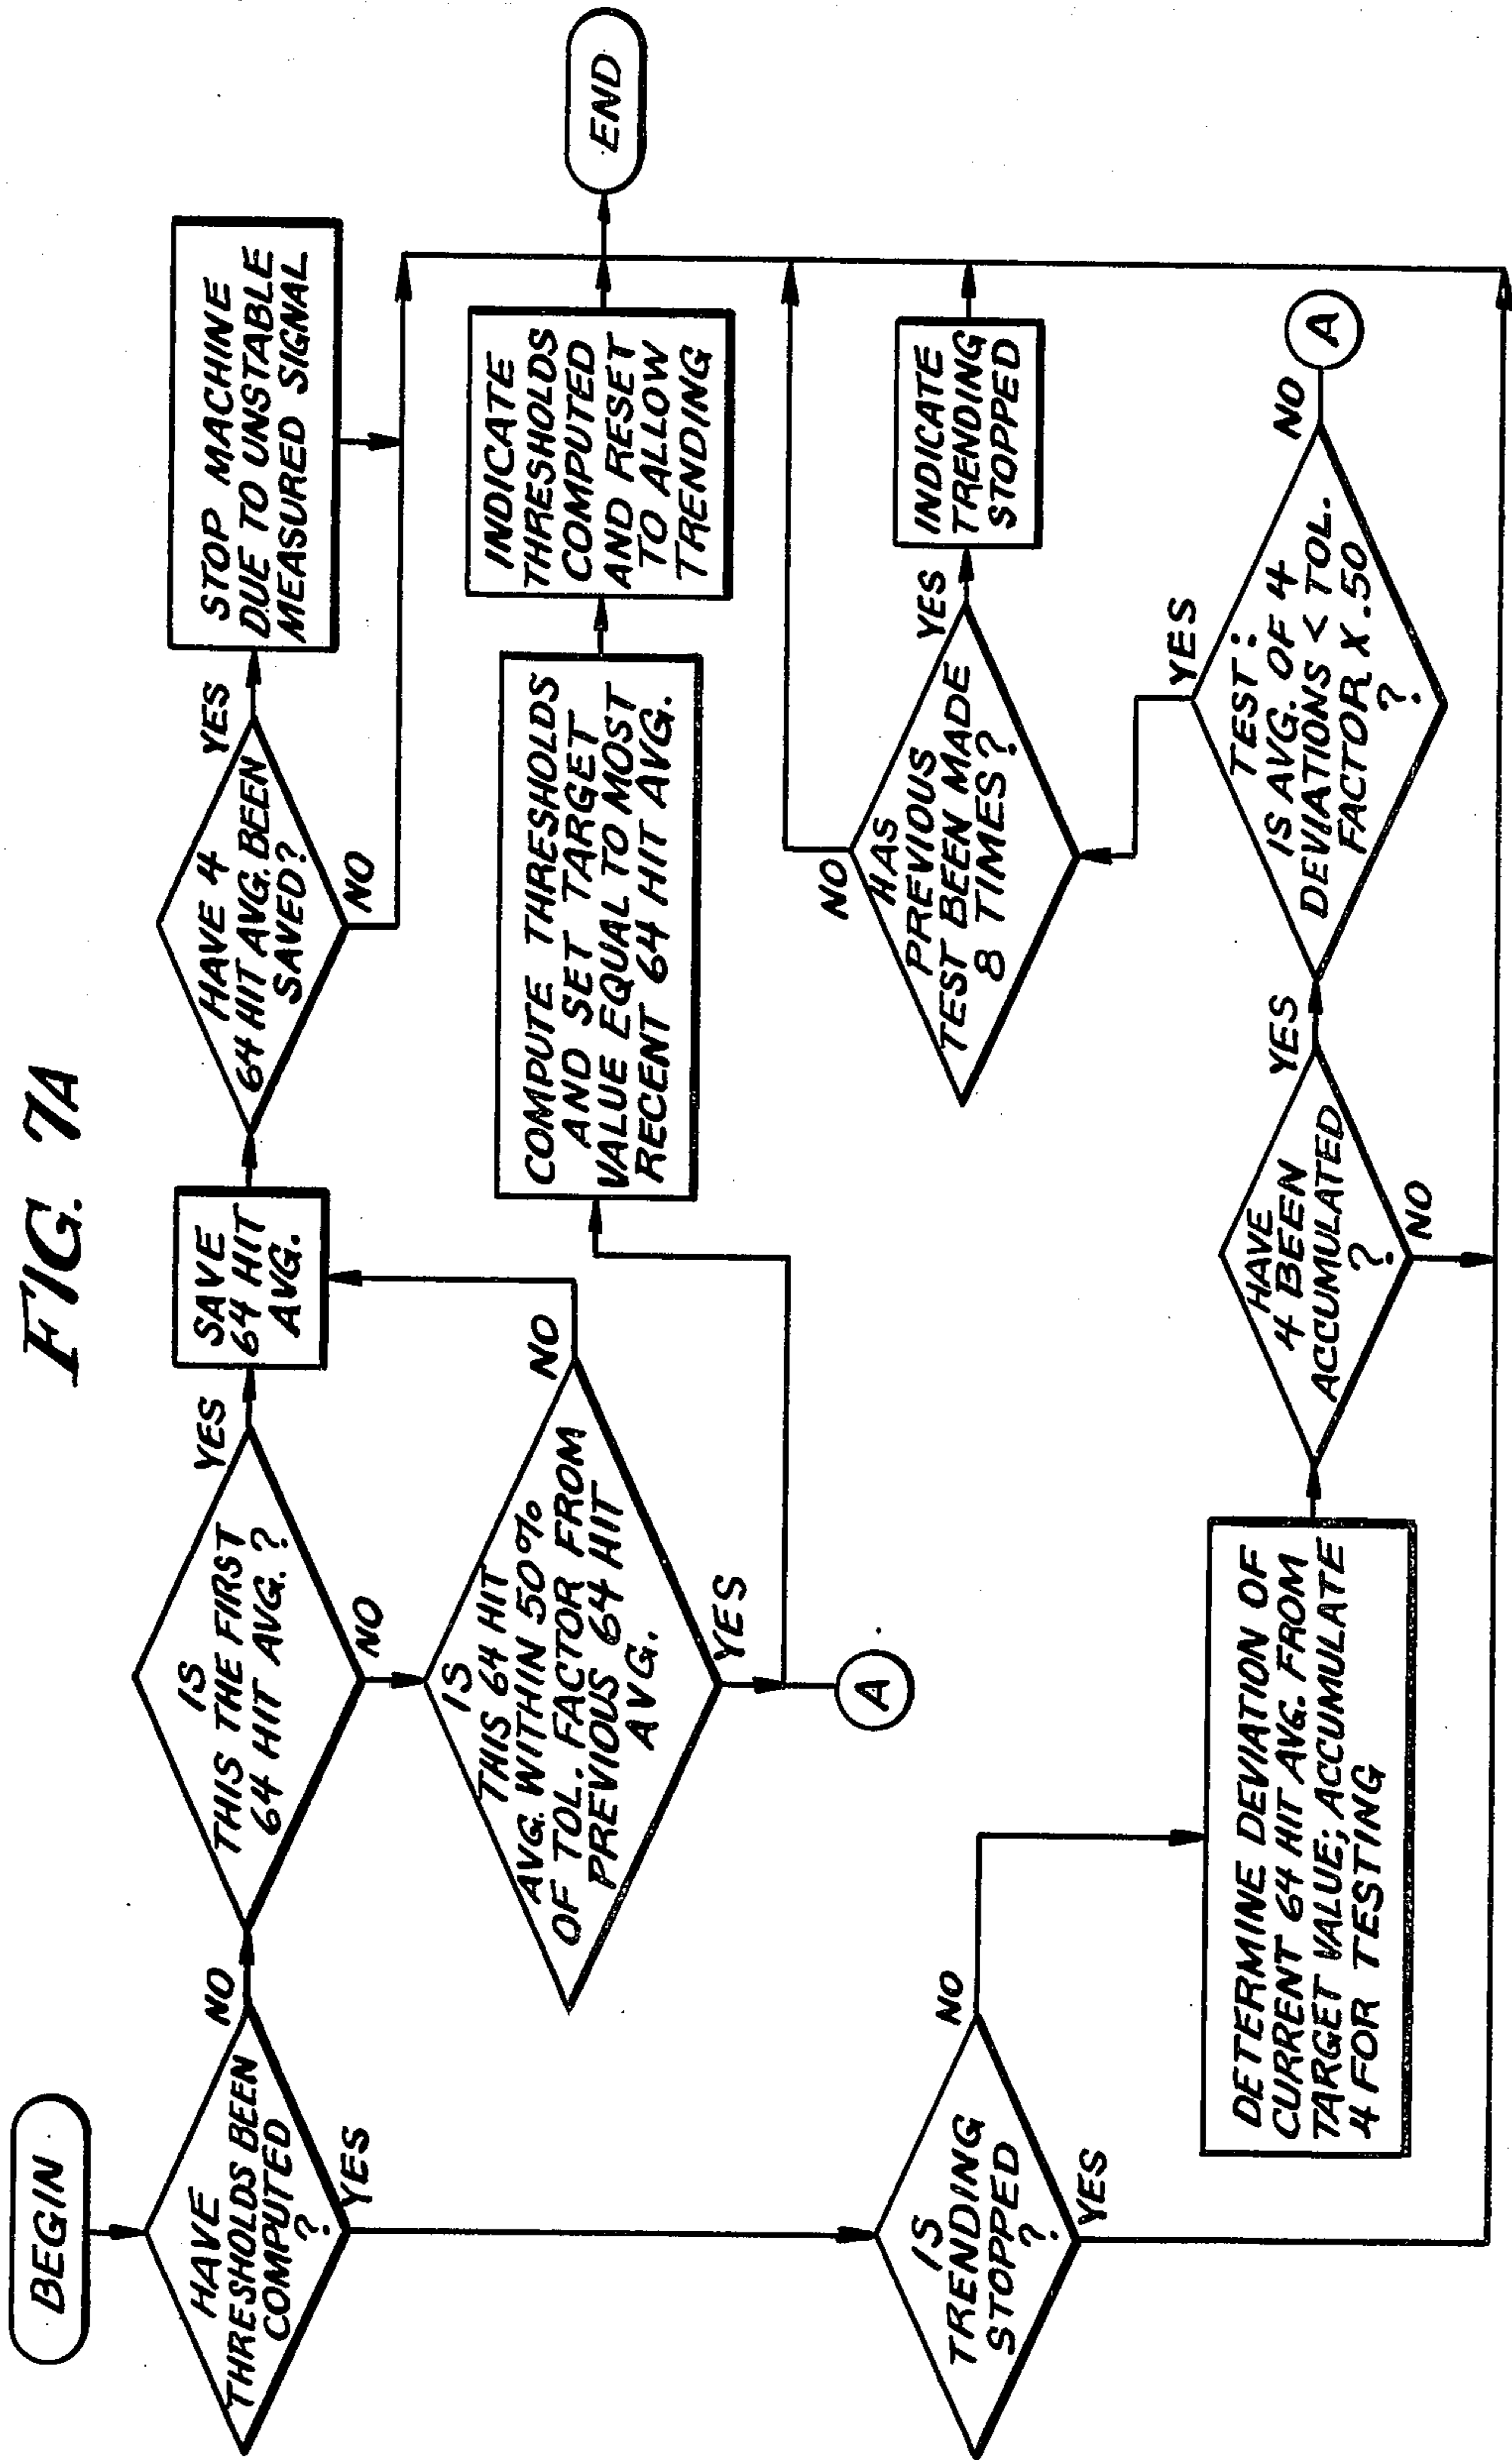 FIG. 7A
BEGIN
HAVE
THRESHOLDS BEEN
COMPUTED
?
NO
YES
IS
THIS THE FIRST
64 HIT AVG.?
YES
NO
SAVE
64 HIT
AVG.
HAVE 4
64 HIT AVG. BEEN
SAVED?
YES
NO
STOP MACHINE
DUE TO UNSTABLE
MEASURED SIGNAL
IS
THIS 64 HIT
AVG. WITHIN 50%
OF TOL. FACTOR FROM
PREVIOUS 64 HIT
AVG.
NO
YES
A
COMPUTE THRESHOLDS
AND SET TARGET
VALUE EQUAL TO MOST
RECENT 64 HIT AVG.
INDICATE
THRESHOLDS
COMPUTED
AND RESET
TO ALLOW
TRENDING
END
IS
TRENDING
STOPPED
?
NO
YES
DETERMINE DEVIATION OF
CURRENT 64 HIT AVG. FROM
TARGET VALUE; ACCUMULATE
4 FOR TESTING
HAVE
4 BEEN
ACCUMULATED
?
YES
NO
TEST:
IS AVG. OF 4
DEVIATIONS < TOL.
FACTOR X .50
?
YES
NO
A
HAS
PREVIOUS
TEST BEEN MADE
8 TIMES?
NO
YES
INDICATE
TRENDING
STOPPED